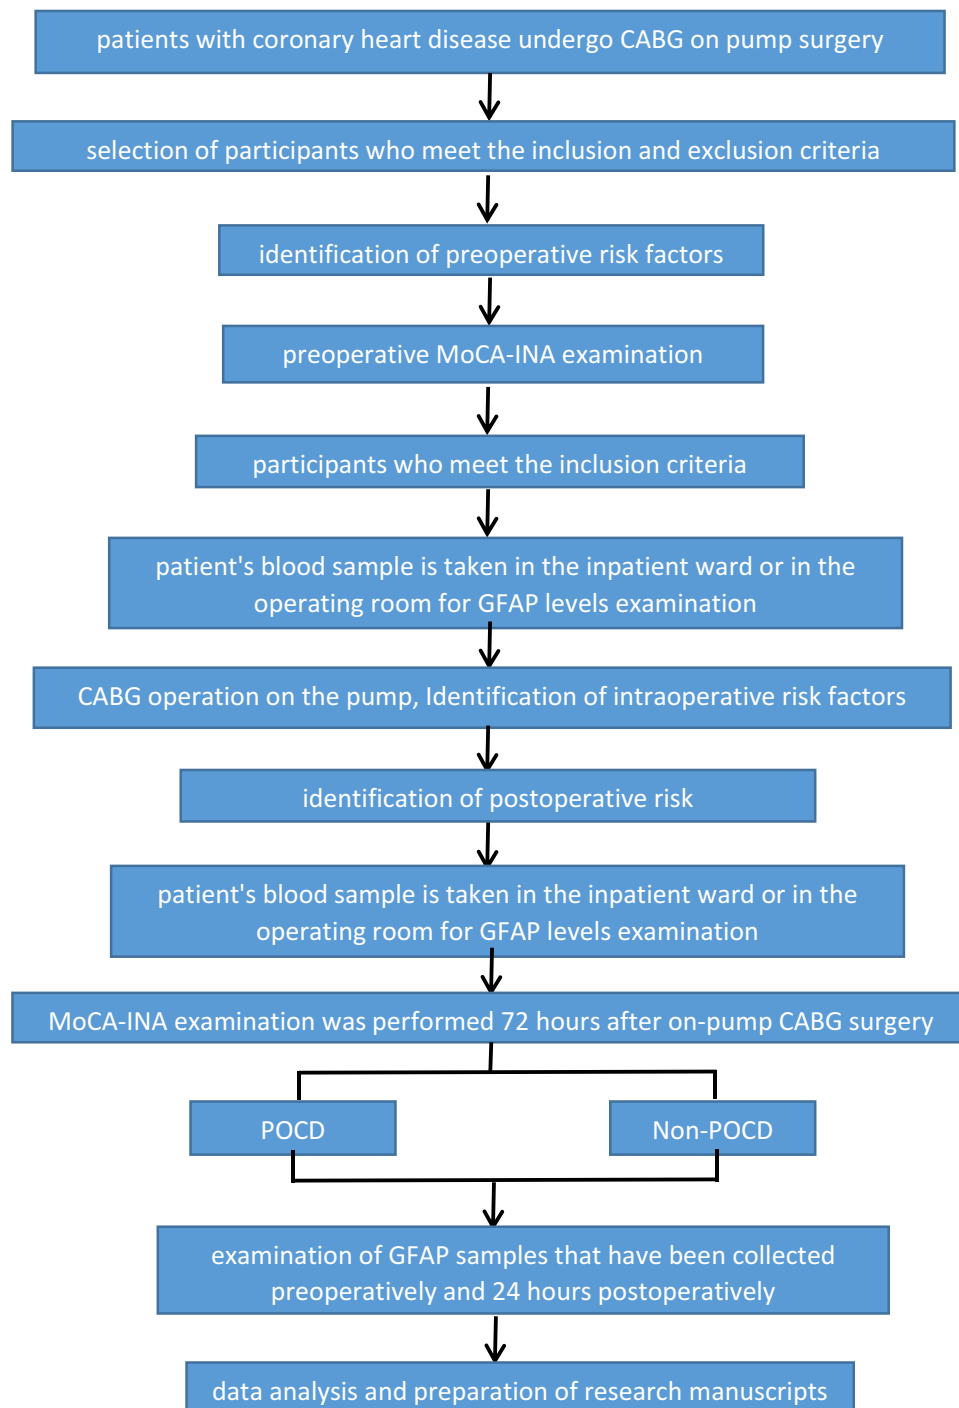 patients with coronary heart disease undergo CABG on pump surgery
selection of participants who meet the inclusion and exclusion criteria
identification of preoperative risk factors
preoperative MoCA-INA examination
participants who meet the inclusion criteria
patient's blood sample is taken in the inpatient ward or in the
operating room for GFAP levels examination
CABG operation on the pump, Identification of intraoperative risk factors
identification of postoperative risk
patient's blood sample is taken in the inpatient ward or in the
operating room for GFAP levels examination
MoCA-INA examination was performed 72 hours after on-pump CABG surgery
POCD
Non-POCD
examination of GFAP samples that have been collected
preoperatively and 24 hours postoperatively
data analysis and preparation of research manuscripts